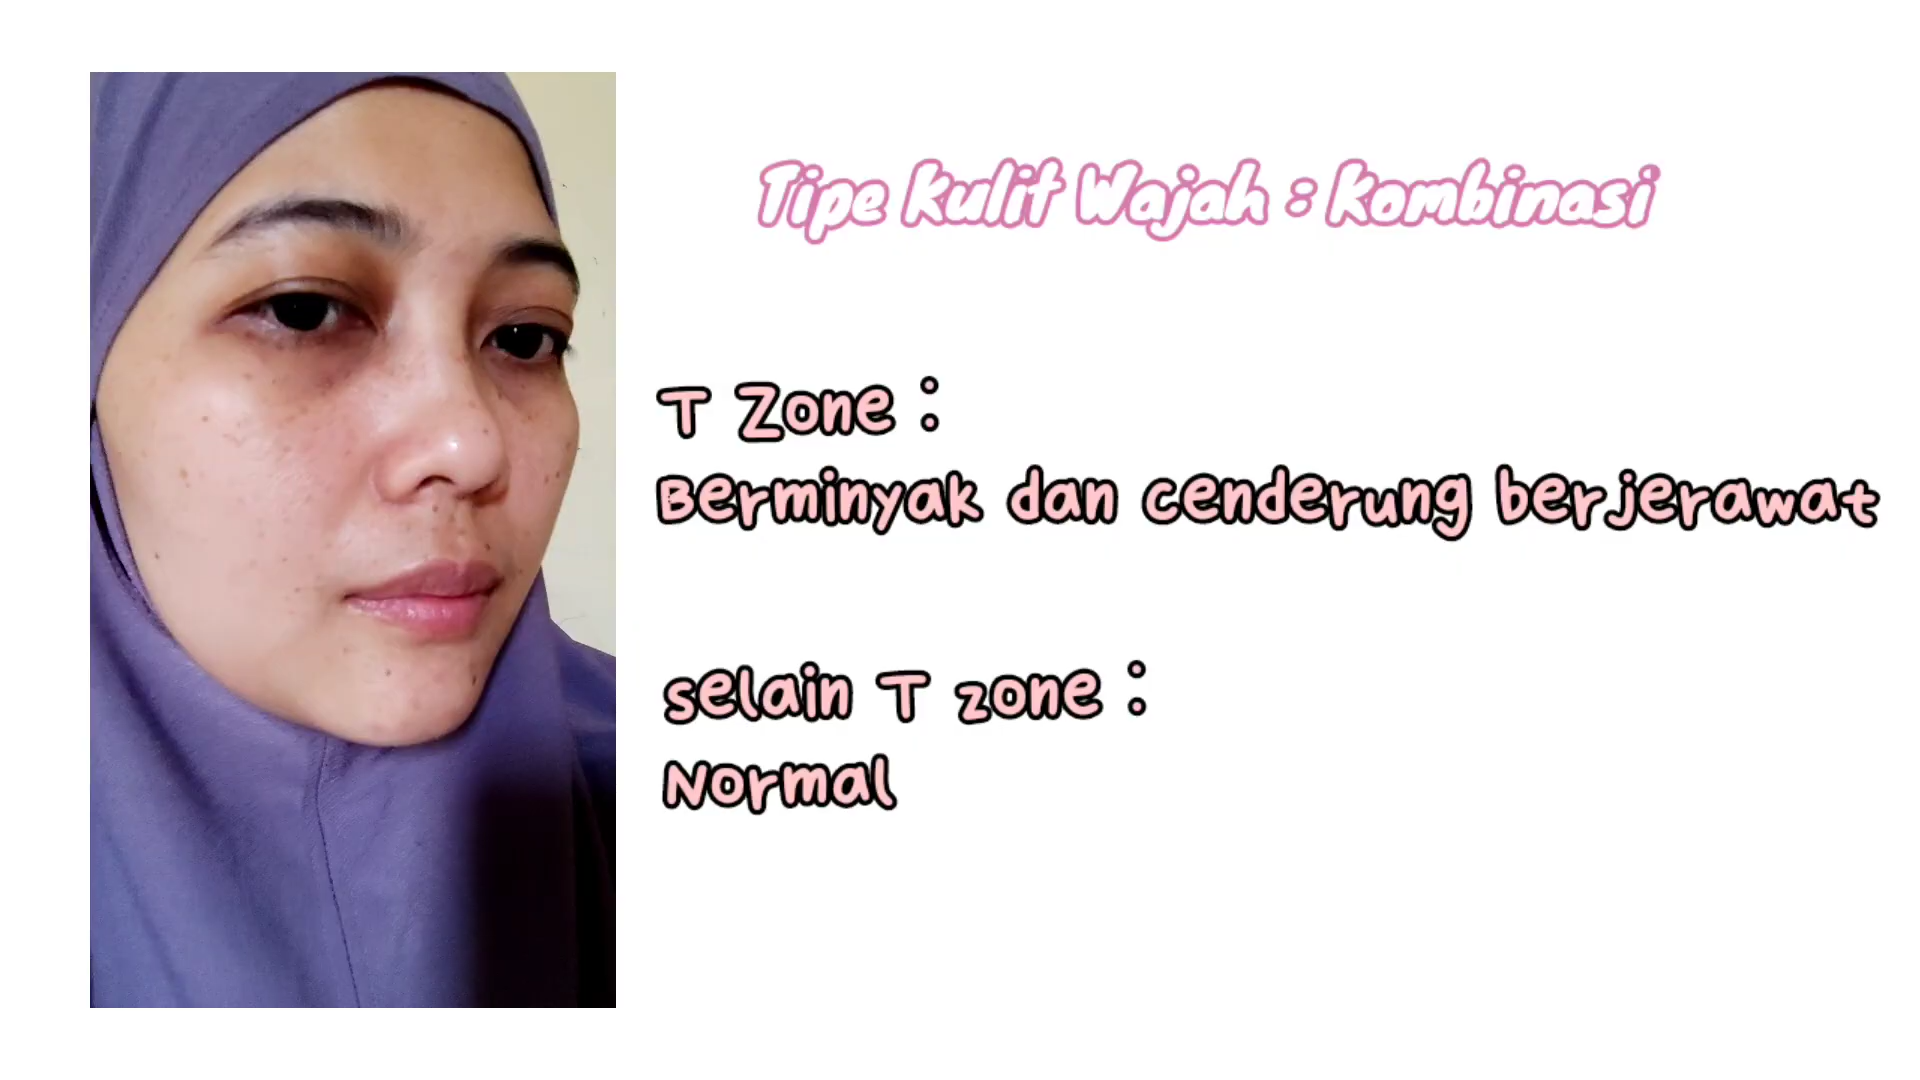 Tipe Kulit Wajah : Kombinasi
T Zone :
Berminyak dan cenderung berjerawat
selain T zone :
Normal